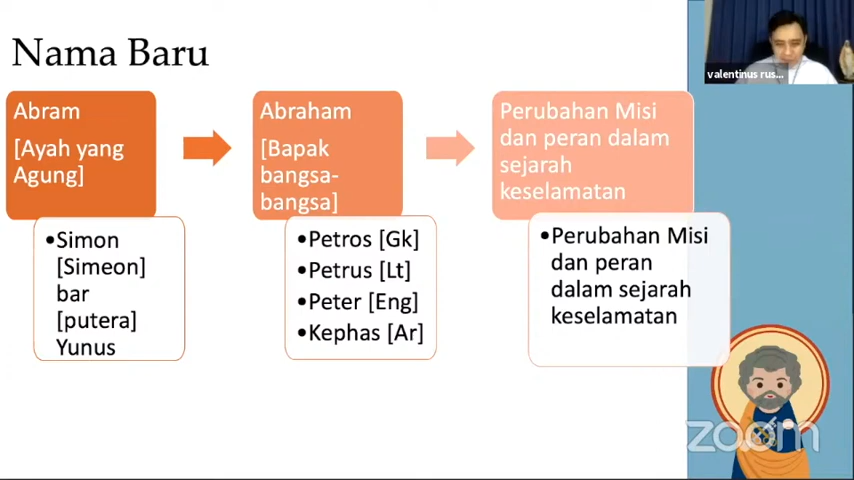 Nama Baru
valentinus rus...
Abram
[Ayah yang
Agung]
Abraham
[Bapak
bangsa-
bangsa]
Perubahan Misi
dan peran dalam
sejarah
keselamatan
•Simon
[Simeon]
bar
[putera]
Yunus
•Petros [Gk]
•Petrus [Lt]
•Peter [Eng]
•Kephas [Ar]
•Perubahan Misi
dan peran
dalam sejarah
keselamatan
zoom